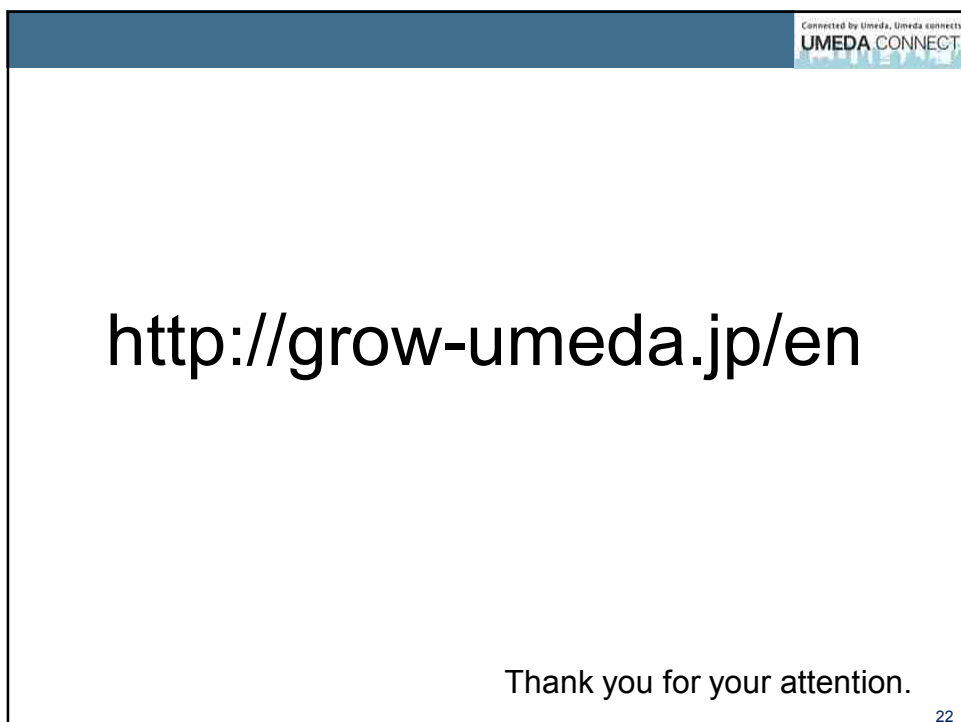 Connected by Umeda, Umeda connects
UMEDA CONNECT
http://grow-umeda.jp/en
Thank you for your attention.
22